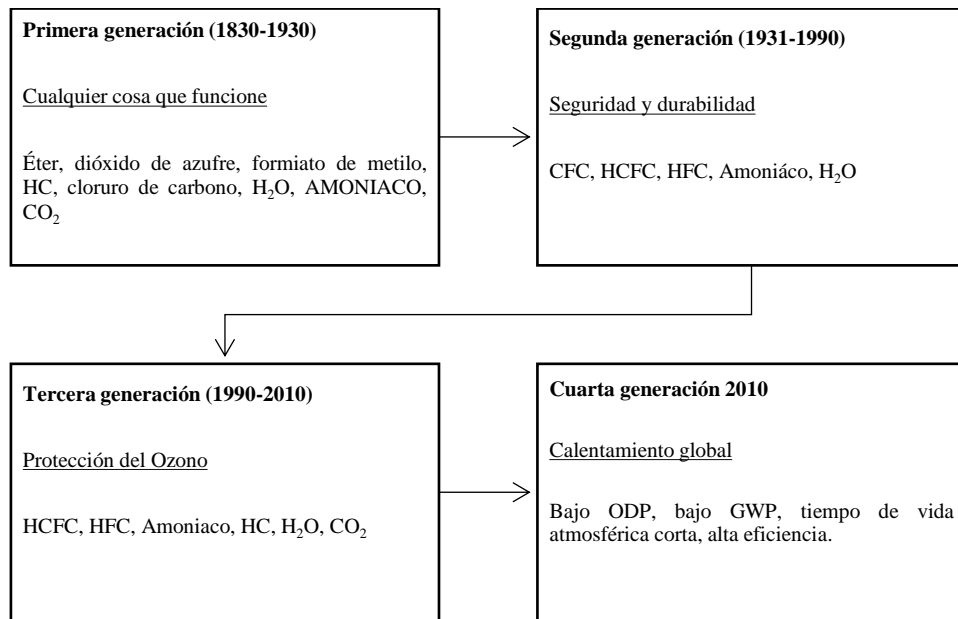 Primera generación (1830-1930)
Cualquier cosa que funcione
Éter, dióxido de azufre, formiato de metilo,
HC, cloruro de carbono, H₂O, AMONIACO,
CO₂
Segunda generación (1931-1990)
Seguridad y durabilidad
CFC, HCFC, HFC, Amoniáco, H₂O
Tercera generación (1990-2010)
Protección del Ozono
HCFC, HFC, Amoniaco, HC, H₂O, CO₂
Cuarta generación 2010
Calentamiento global
Bajo ODP, bajo GWP, tiempo de vida
atmosférica corta, alta eficiencia.